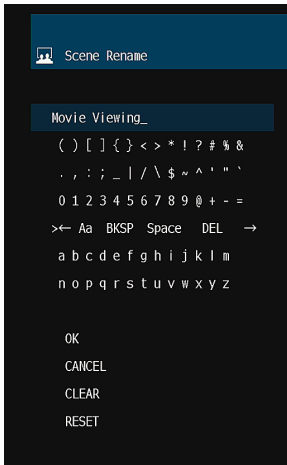 Scene Rename
Movie Viewing_
( ) [ ] { } < > * ! ? # % &
. , : ; _ | / \ $ ~ ^ ' " `
0 1 2 3 4 5 6 7 8 9 @ + - =
>← Aa BKSP Space DEL →
a b c d e f g h i j k l m
n o p q r s t u v w x y z
OK
CANCEL
CLEAR
RESET